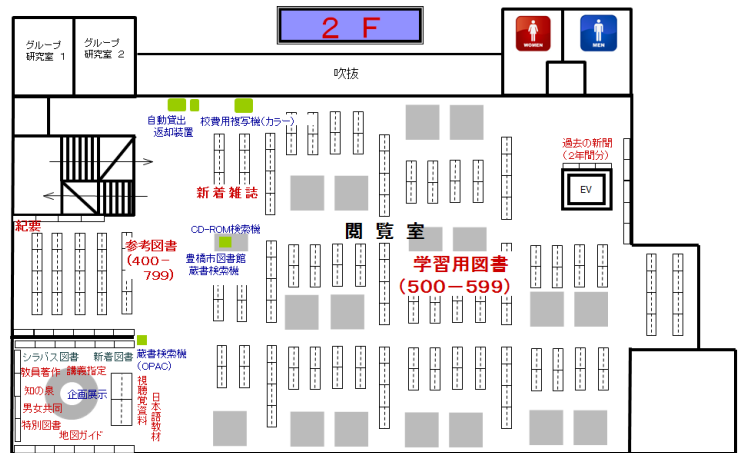 2 F
グループ
研究室 1
グループ
研究室 2
WOMEN
MEN
吹抜
自動貸出
返却装置
校費用複写機(カラー)
過去の新聞
(2年間分)
新着雑誌
EV
紀要
CD-ROM検索機
閲 覧 室
参考図書
(400-
799)
豊橋市図書館
蔵書検索機
学習用図書
(500-599)
シラバス図書
新着図書
蔵書検索機
(OPAC)
教員著作
講義指定
知の泉
企画展示
男女共同
特別図書
地図ガイド
視聴覚資料
日本語教材